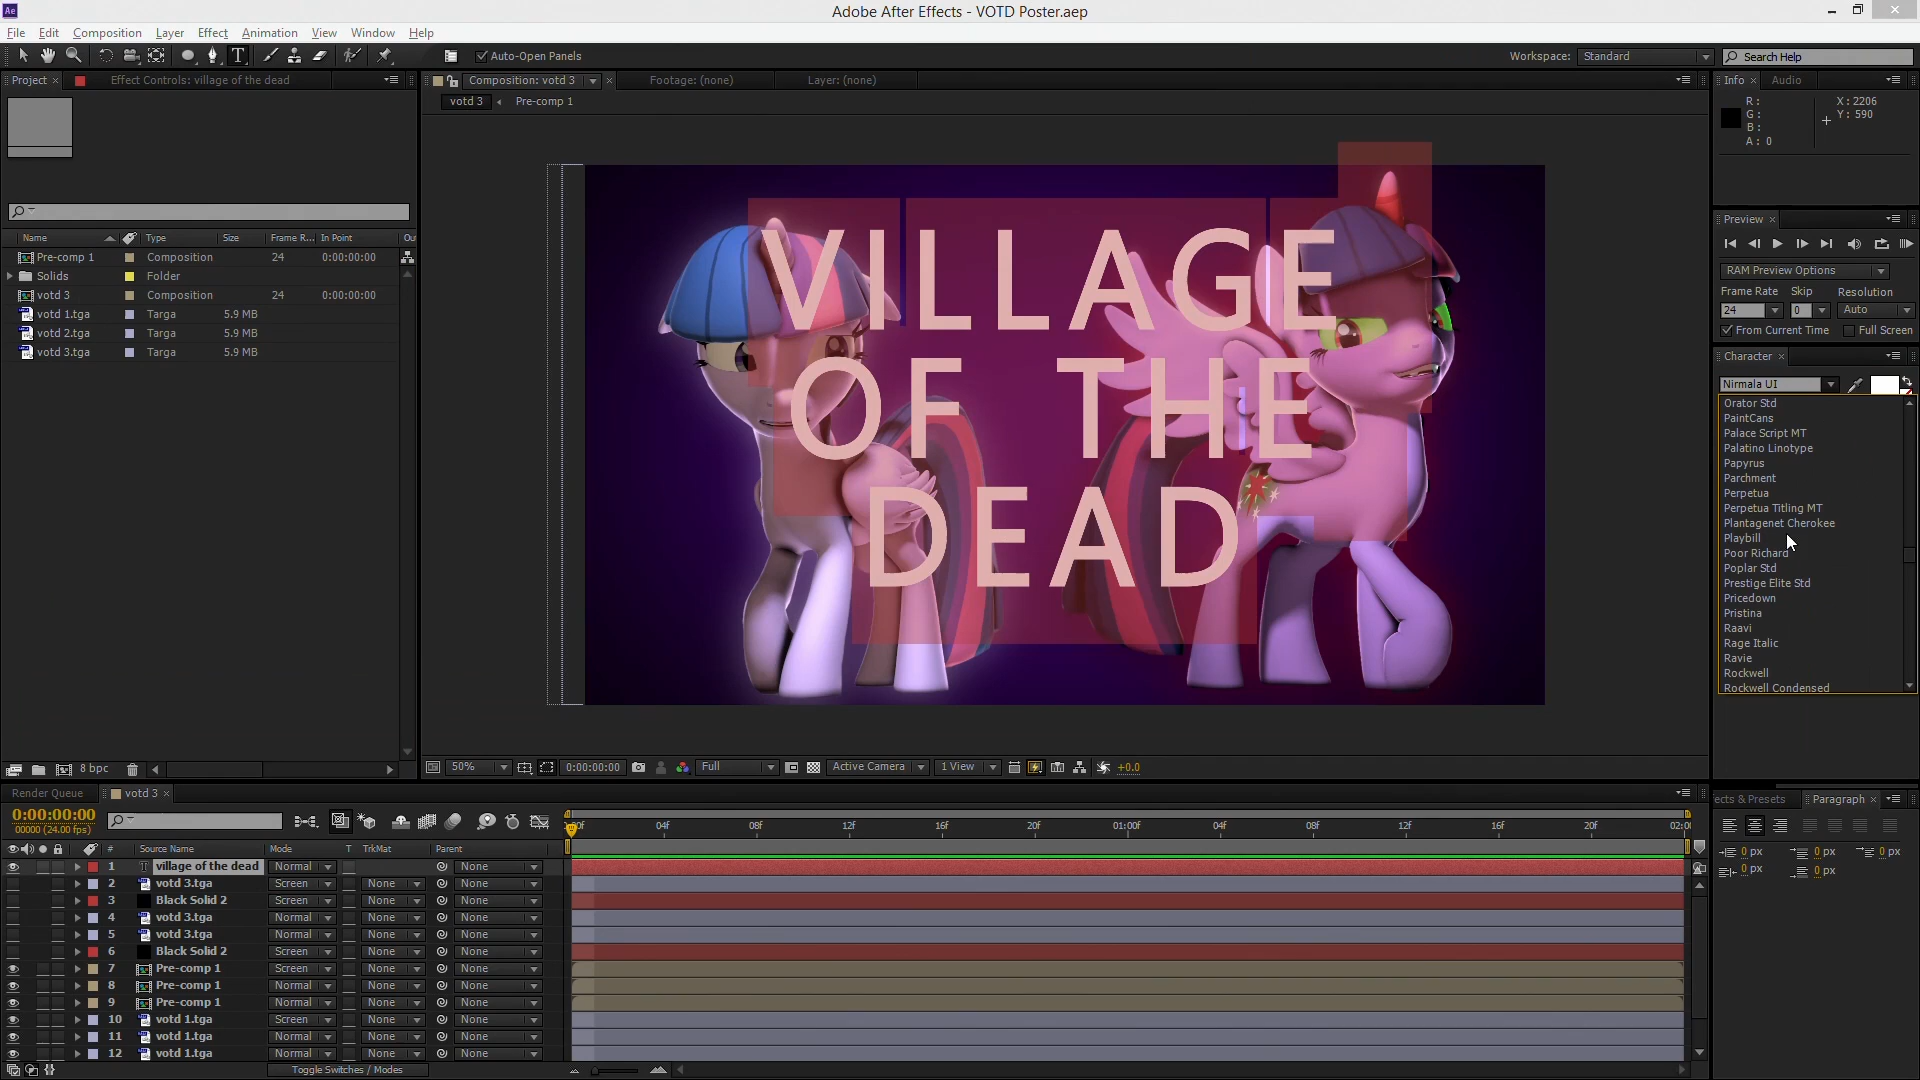 Ae
Adobe After Effects - VOTD Poster.aep
File Edit Composition Layer Effect Animation View Window Help
T Auto-Open Panels
Workspace: Standard Search Help
Project Effect Controls: village of the dead
Composition: votd 3 Footage: (none) Layer: (none)
votd 3 Pre-comp 1
Info Audio
R: X: 2206
G: Y: 590
B:
A: 0
Name Type Size Frame R... In Point Ou
Pre-comp 1 Composition 24 0:00:00:00
Solids Folder
votd 3 Composition 24 0:00:00:00
votd 1.tga Targa 5.9 MB
votd 2.tga Targa 5.9 MB
votd 3.tga Targa 5.9 MB
VILLAGE
OF THE
DEAD
Preview
RAM Preview Options
Frame Rate Skip Resolution
24 0 Auto
From Current Time Full Screen
Character
Nirmala UI
Orator Std
PaintCans
Palace Script MT
Palatino Linotype
Papyrus
Parchment
Perpetua
Perpetua Titling MT
Plantagenet Cherokee
Playbill
Poor Richard
Poplar Std
Prestige Elite Std
Pricedown
Pristina
Raavi
Rage Italic
Ravie
Rockwell
Rockwell Condensed
8 bpc
50% 0:00:00:00 Full Active Camera 1 View +0.0
Render Queue votd 3
0:00:00:00
00000 (24.00 fps)
04f 08f 12f 16f 20f 01:00f 04f 08f 12f 16f 20f 02:0
# Source Name Mode T TrkMat Parent
1 T village of the dead Normal None
2 votd 3.tga Screen None None
3 Black Solid 2 Screen None None
4 votd 3.tga Normal None None
5 votd 3.tga Normal None None
6 Black Solid 2 Screen None None
7 Pre-comp 1 Screen None None
8 Pre-comp 1 Normal None None
9 Pre-comp 1 Normal None None
10 votd 1.tga Screen None None
11 votd 1.tga Normal None None
12 votd 1.tga Normal None None
Toggle Switches / Modes
ects & Presets Paragraph
0 px 0 px 0 px
0 px 0 px